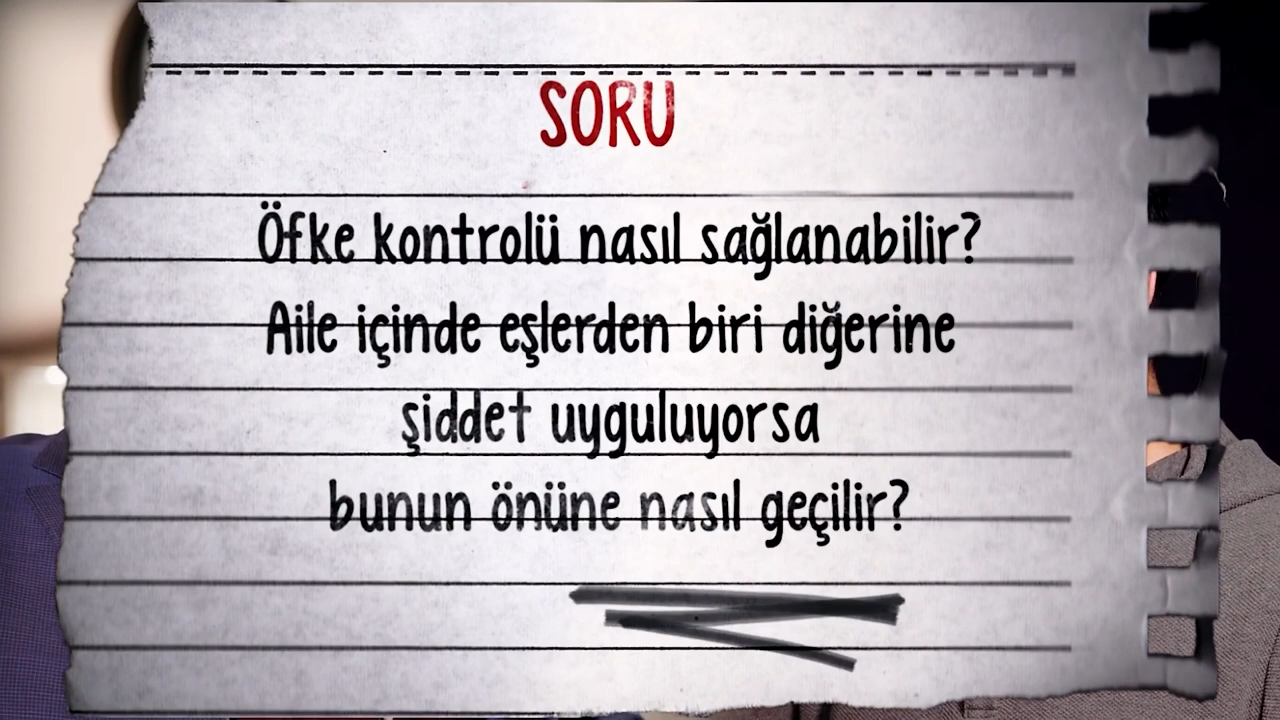 SORU
Öfke kontrolü nasıl sağlanabilir?
Aile içinde eşlerden biri diğerine
şiddet uyguluyorsa
bunun önüne nasıl geçilir?